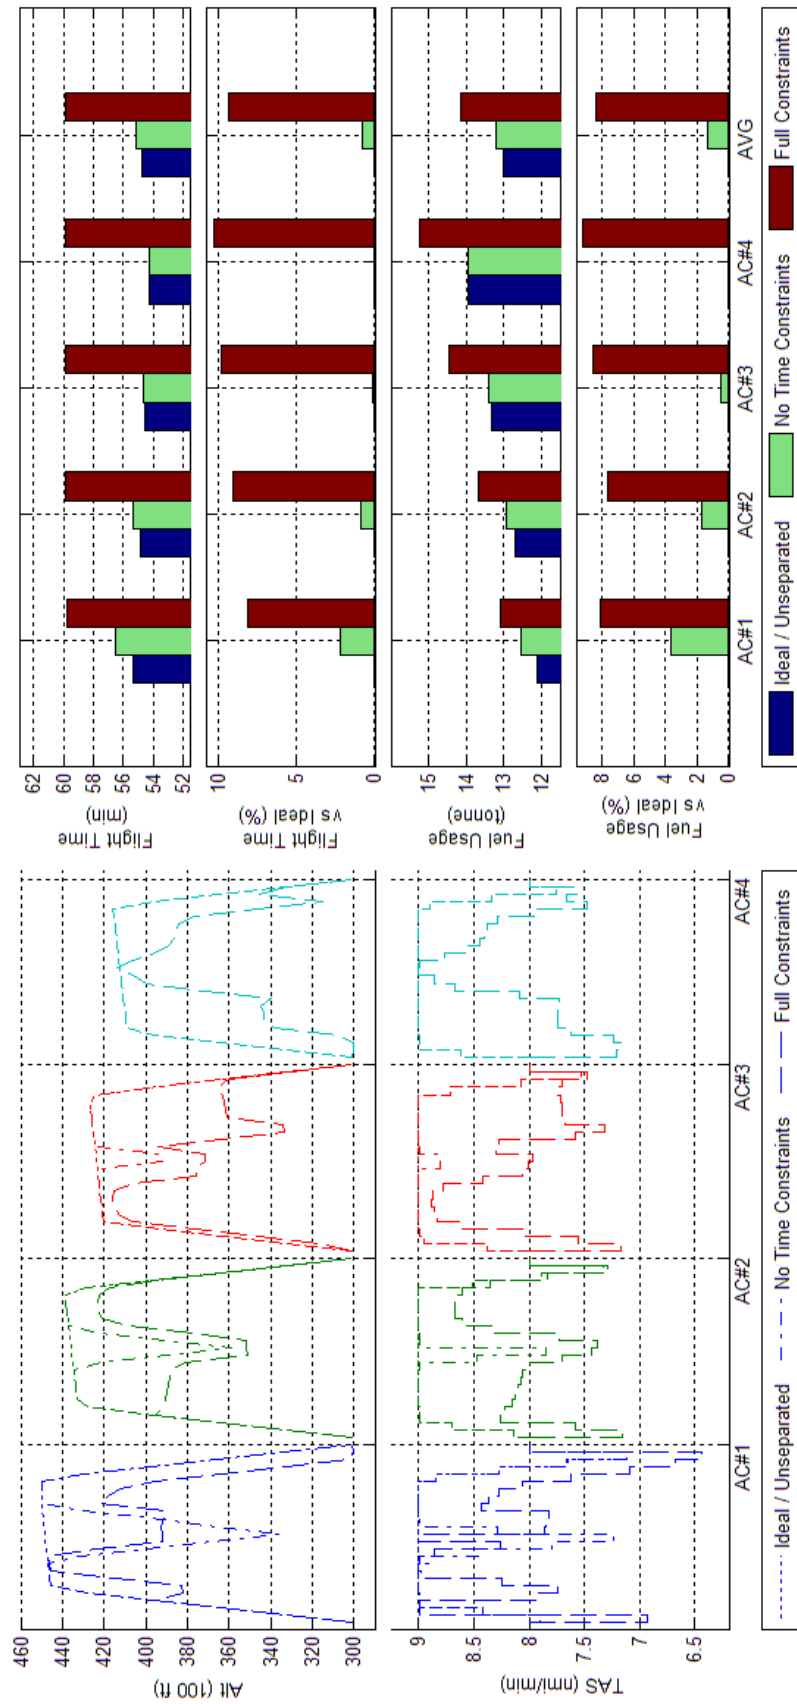 460
440
420
400
380
360
340
320
300
Alt (100 ft)
9
8.5
8
7.5
7
6.5
TAS (nmi/min)
AC#1
AC#2
AC#3
AC#4
Ideal / Unseparated
No Time Constraints
Full Constraints
62
60
58
56
54
52
Flight Time
(min)
10
5
0
Flight Time
vs Ideal (%)
15
14
13
12
Fuel Usage
(tonne)
8
6
4
2
0
Fuel Usage
vs Ideal (%)
AC#1
AC#2
AC#3
AC#4
AVG
Ideal / Unseparated
No Time Constraints
Full Constraints